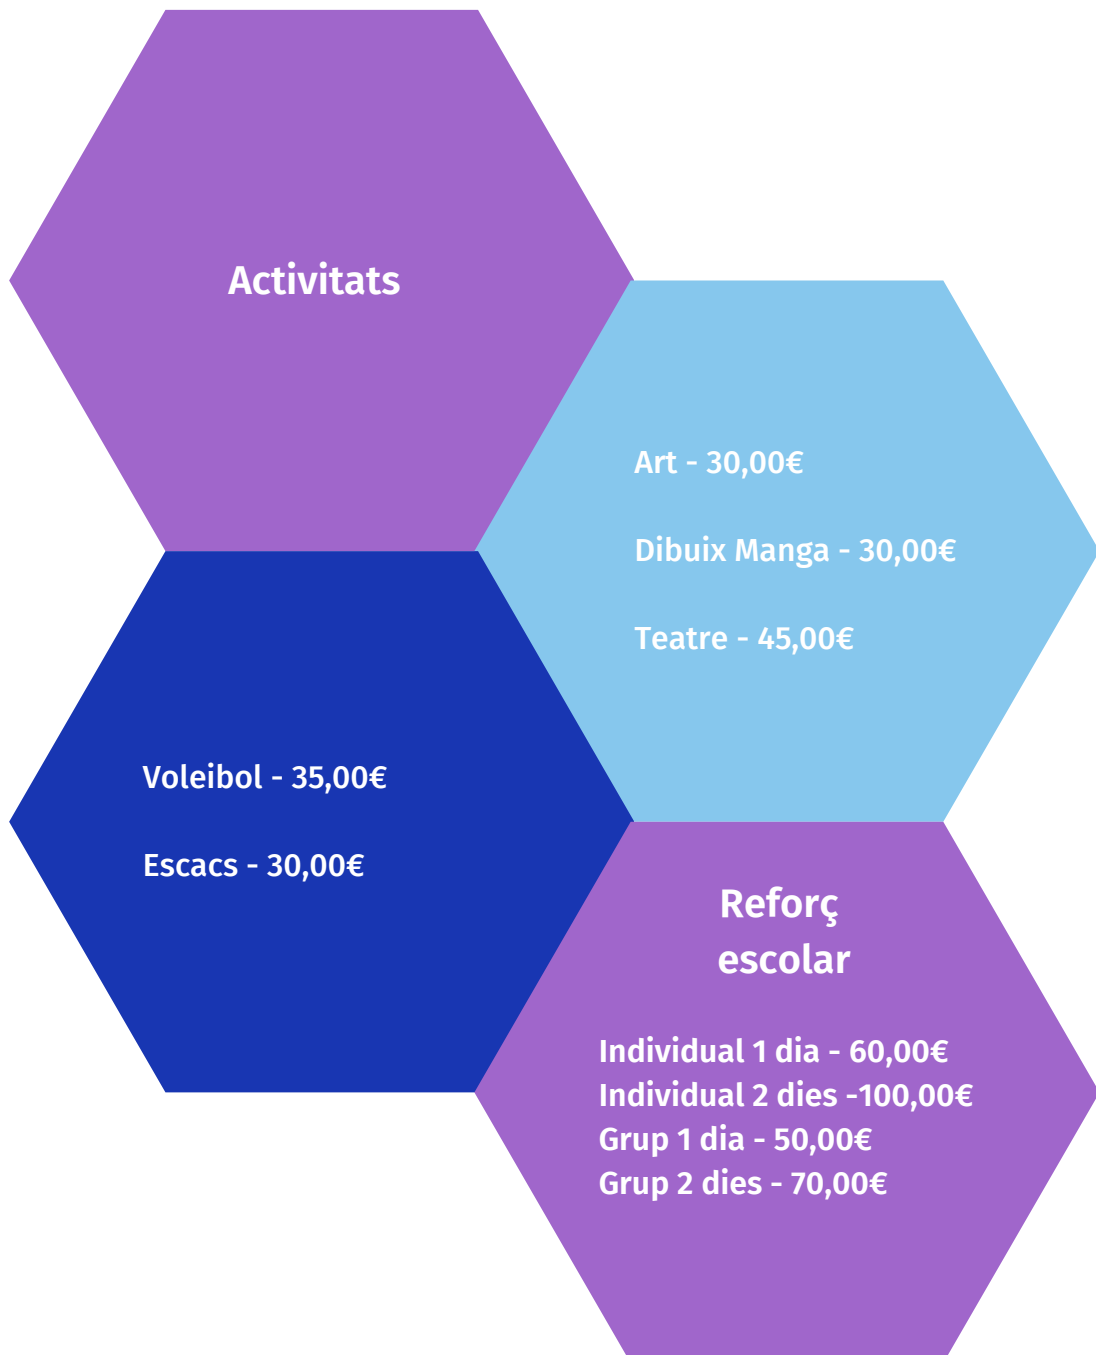 Activitats
Art - 30,00€
Dibuix Manga - 30,00€
Teatre - 45,00€
Voleibol - 35,00€
Escacs - 30,00€
Reforç
escolar
Individual 1 dia - 60,00€
Individual 2 dies -100,00€
Grup 1 dia - 50,00€
Grup 2 dies - 70,00€